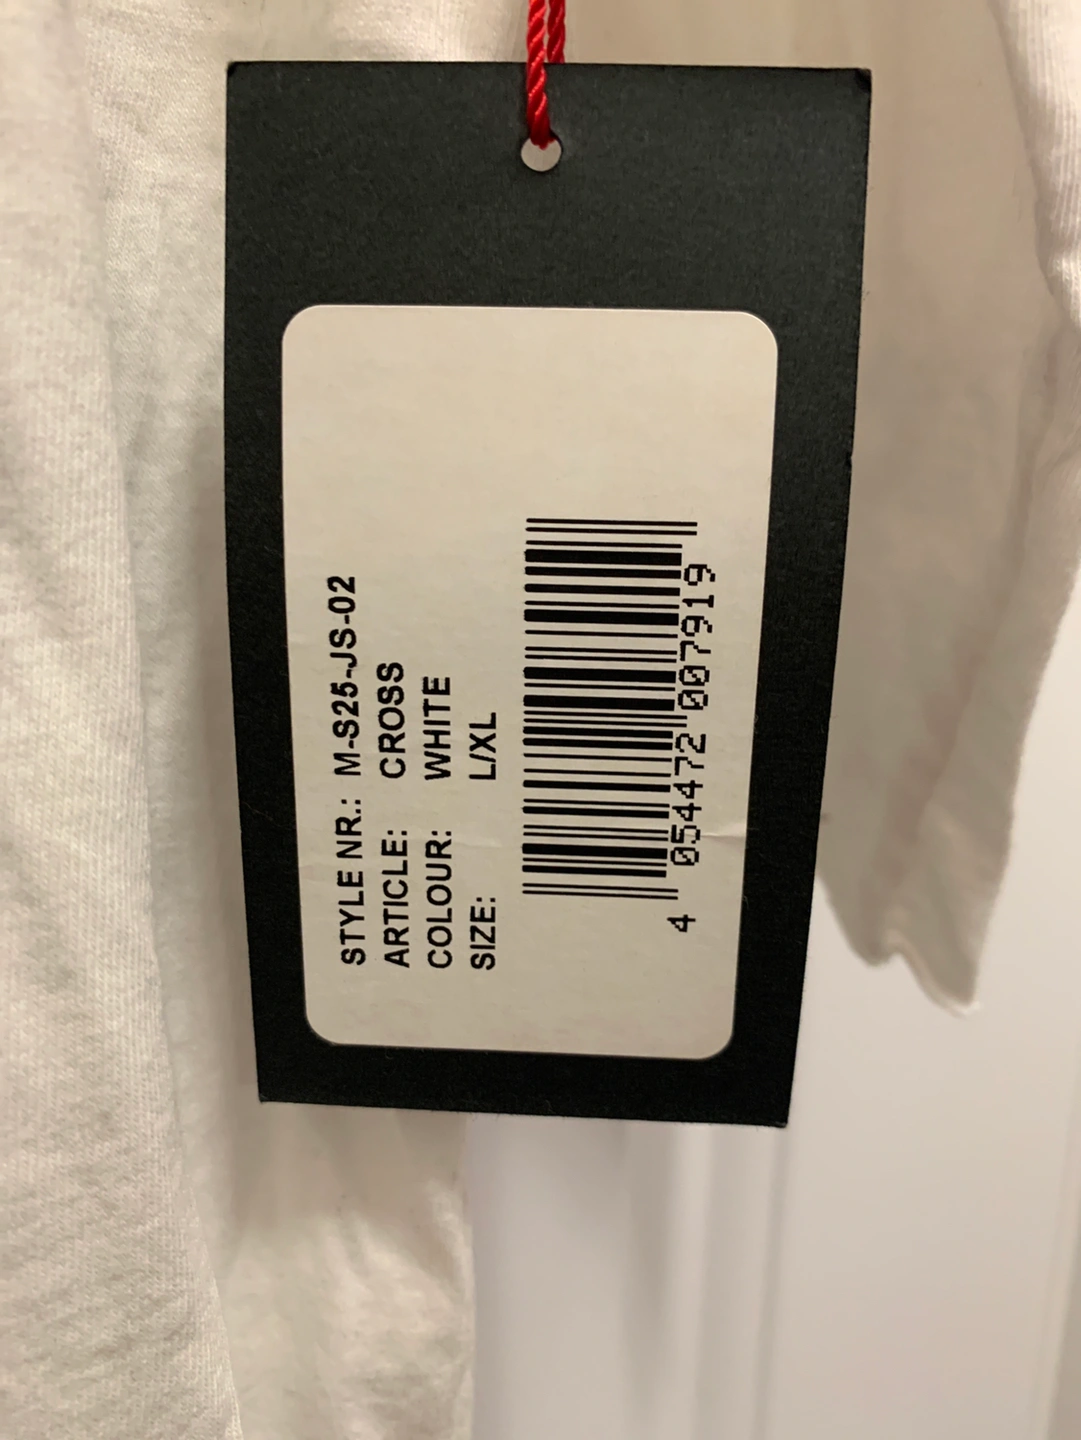 STYLE NR.: M-S25-JS-02
ARTICLE: CROSS
COLOUR: WHITE
SIZE: L/XL
4 054472 007919